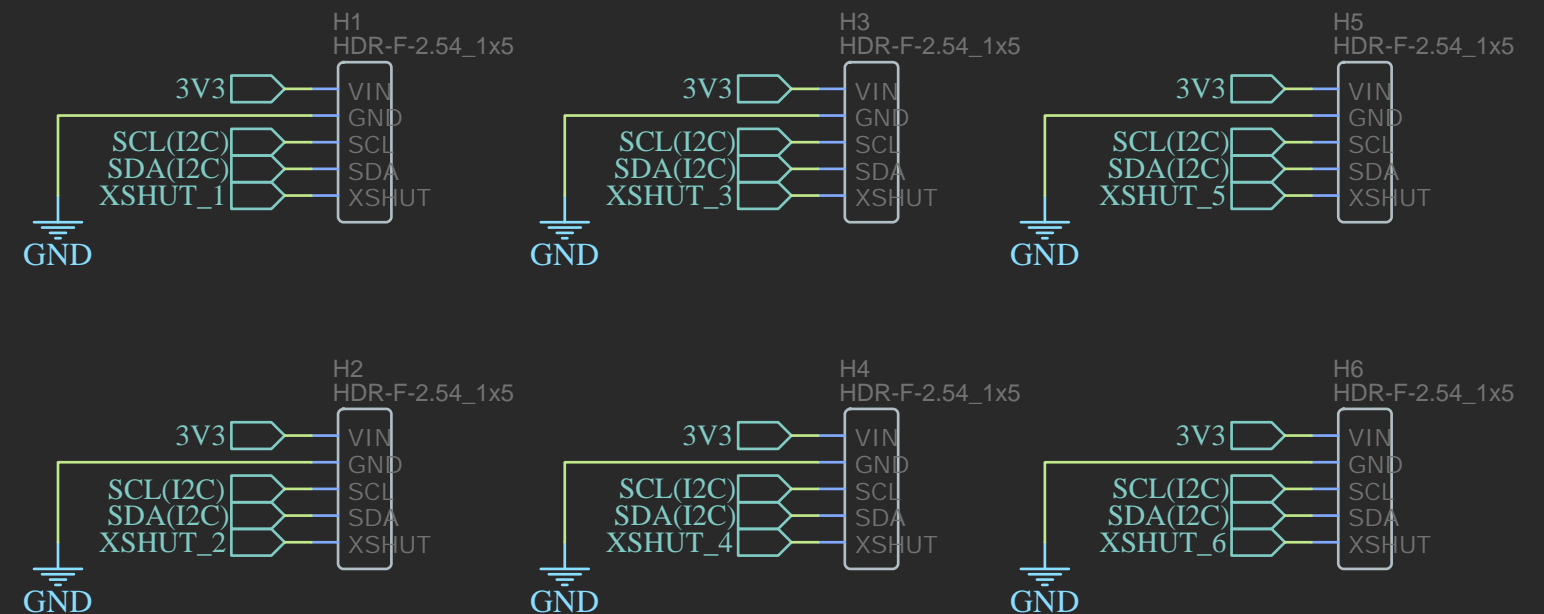 H1
HDR-F-2.54_1x5
3V3
VIN
GND
SCL(I2C)
SCL
SDA(I2C)
SDA
XSHUT_1
XSHUT
GND
H3
HDR-F-2.54_1x5
3V3
VIN
GND
SCL(I2C)
SCL
SDA(I2C)
SDA
XSHUT_3
XSHUT
GND
H5
HDR-F-2.54_1x5
3V3
VIN
GND
SCL(I2C)
SCL
SDA(I2C)
SDA
XSHUT_5
XSHUT
GND
H2
HDR-F-2.54_1x5
3V3
VIN
GND
SCL(I2C)
SCL
SDA(I2C)
SDA
XSHUT_2
XSHUT
GND
H4
HDR-F-2.54_1x5
3V3
VIN
GND
SCL(I2C)
SCL
SDA(I2C)
SDA
XSHUT_4
XSHUT
GND
H6
HDR-F-2.54_1x5
3V3
VIN
GND
SCL(I2C)
SCL
SDA(I2C)
SDA
XSHUT_6
XSHUT
GND